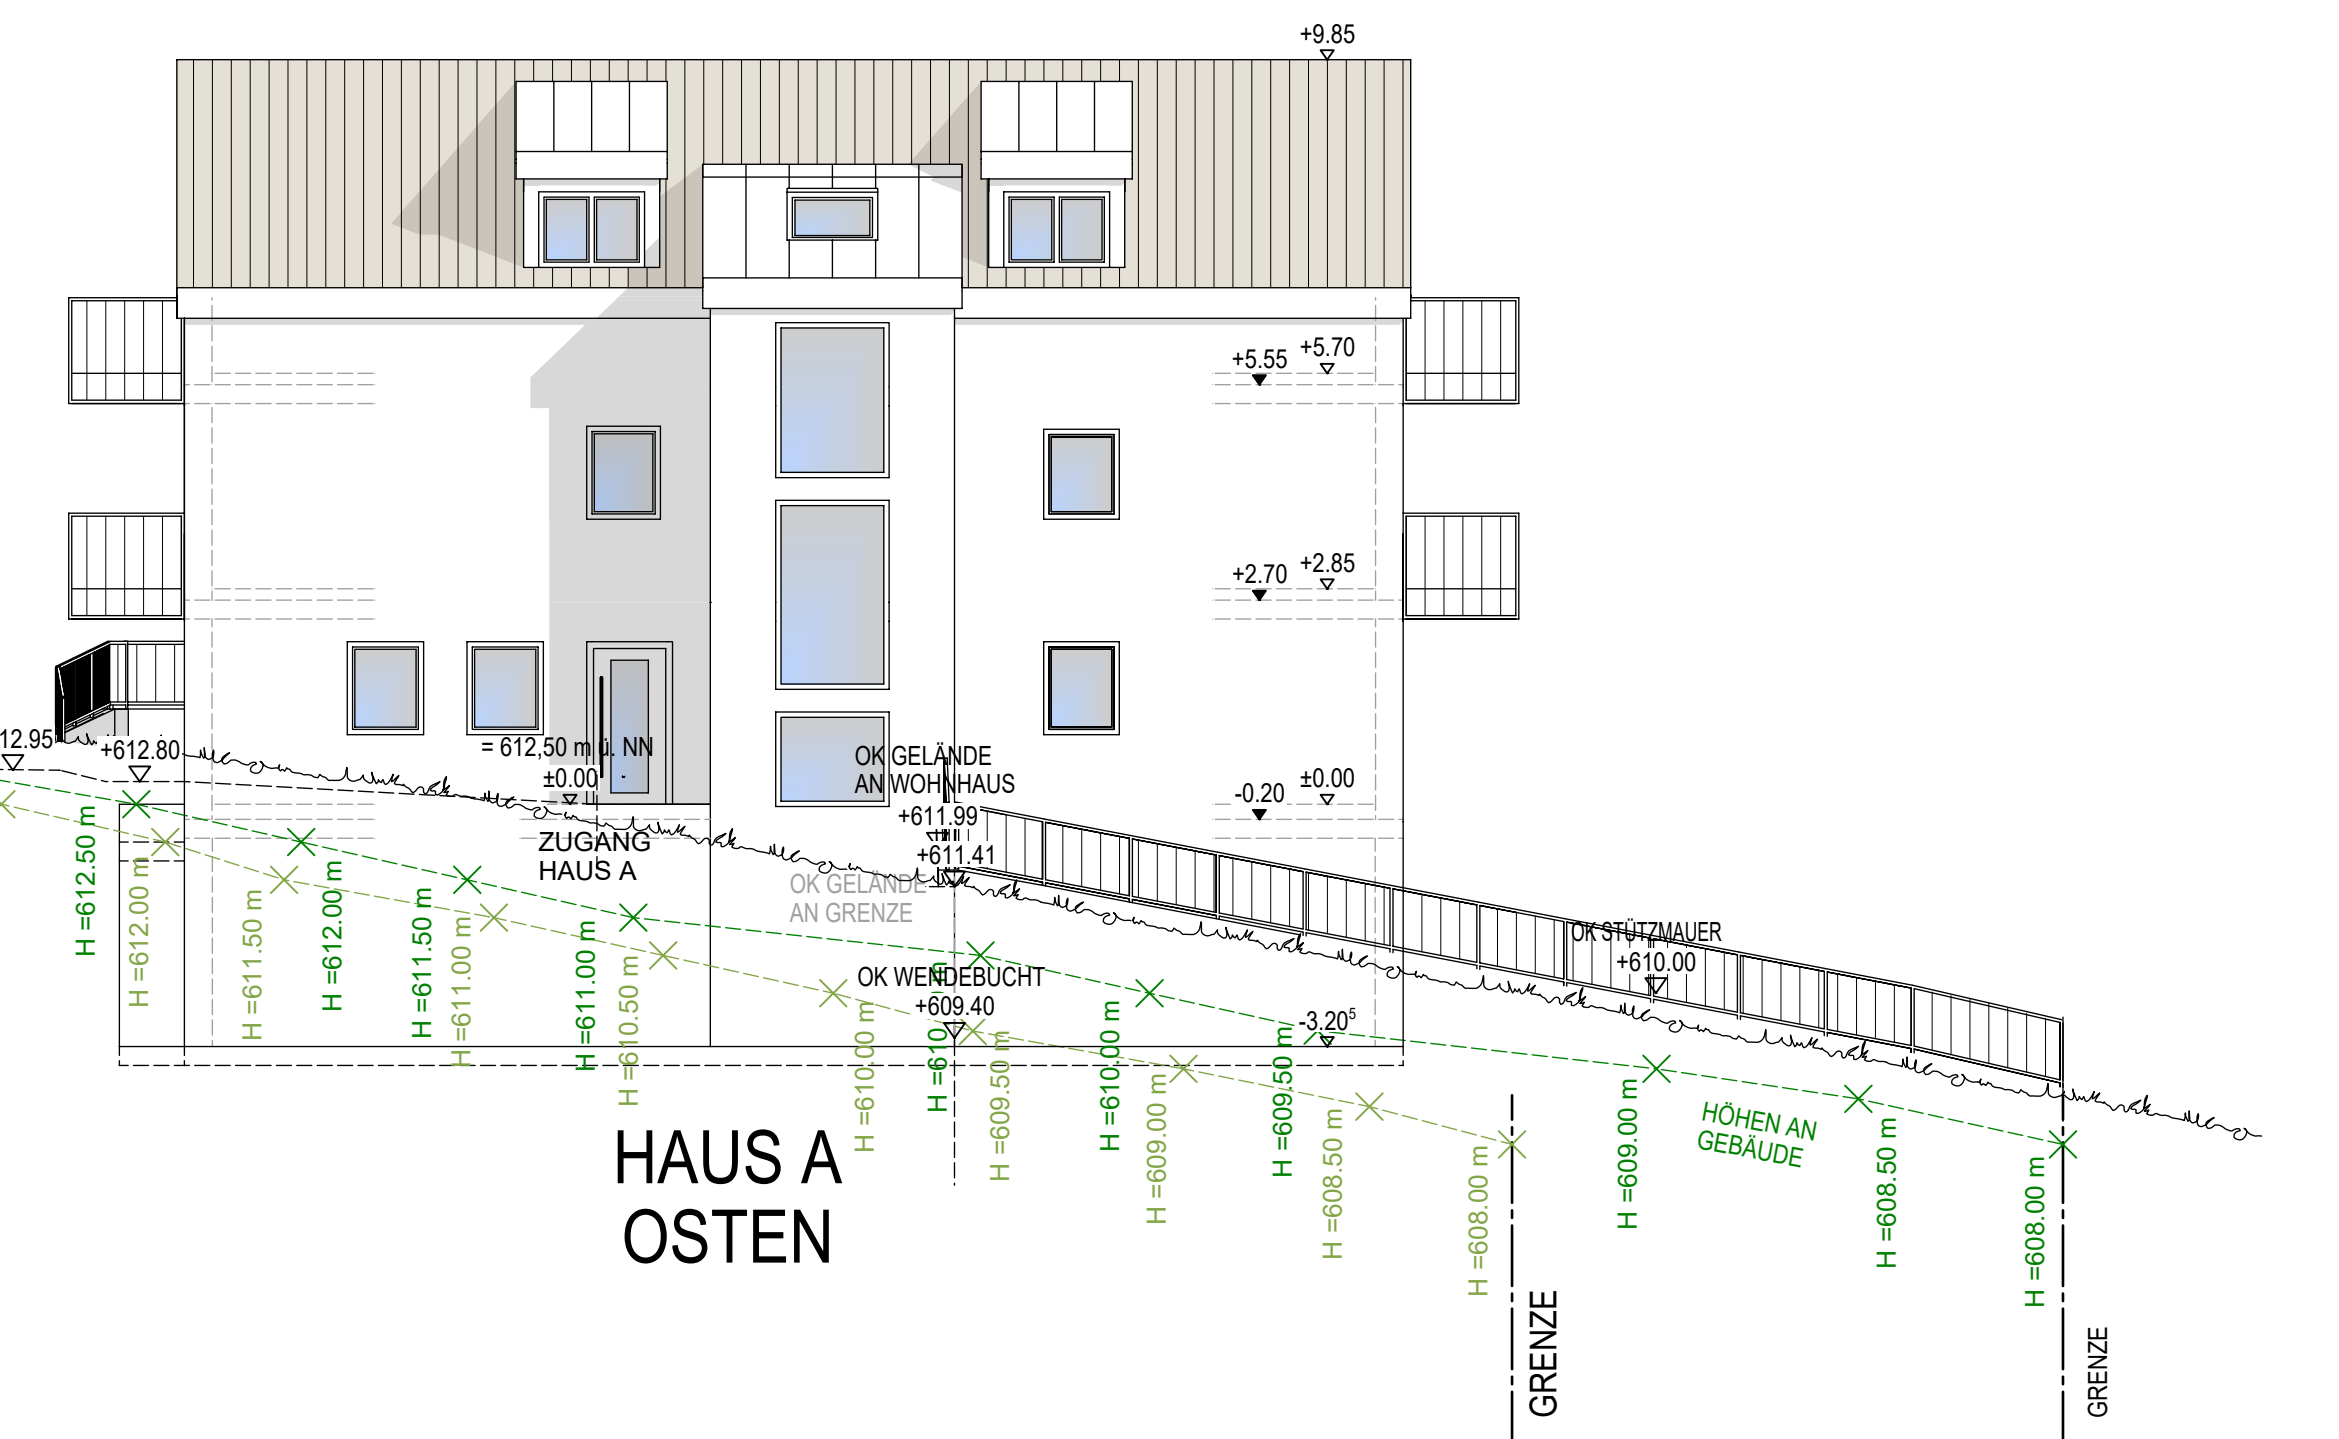 +9.85
+5.55
+5.70
+2.70
+2.85
12.95
+612.80
= 612,50 m ü. NN
±0.00
OK GELÄNDE
AN WOHNHAUS
+611.99
+611.41
-0.20
±0.00
ZUGANG
HAUS A
OK GELÄNDE
AN GRENZE
OK STÜTZMAUER
+610.00
OK WENDEBUCHT
+609.40
-3.20⁵
H =612.50 m
H =612.00 m
H =611.50 m
H =612.00 m
H =611.50 m
H =611.00 m
H =611.00 m
H =610.50 m
H =610.00 m
H =610 m
H =609.50 m
H =610.00 m
H =609.00 m
H =609.50 m
H =608.50 m
H =608.00 m
H =609.00 m
HÖHEN AN
GEBÄUDE
H =608.50 m
H =608.00 m
HAUS A
OSTEN
GRENZE
GRENZE